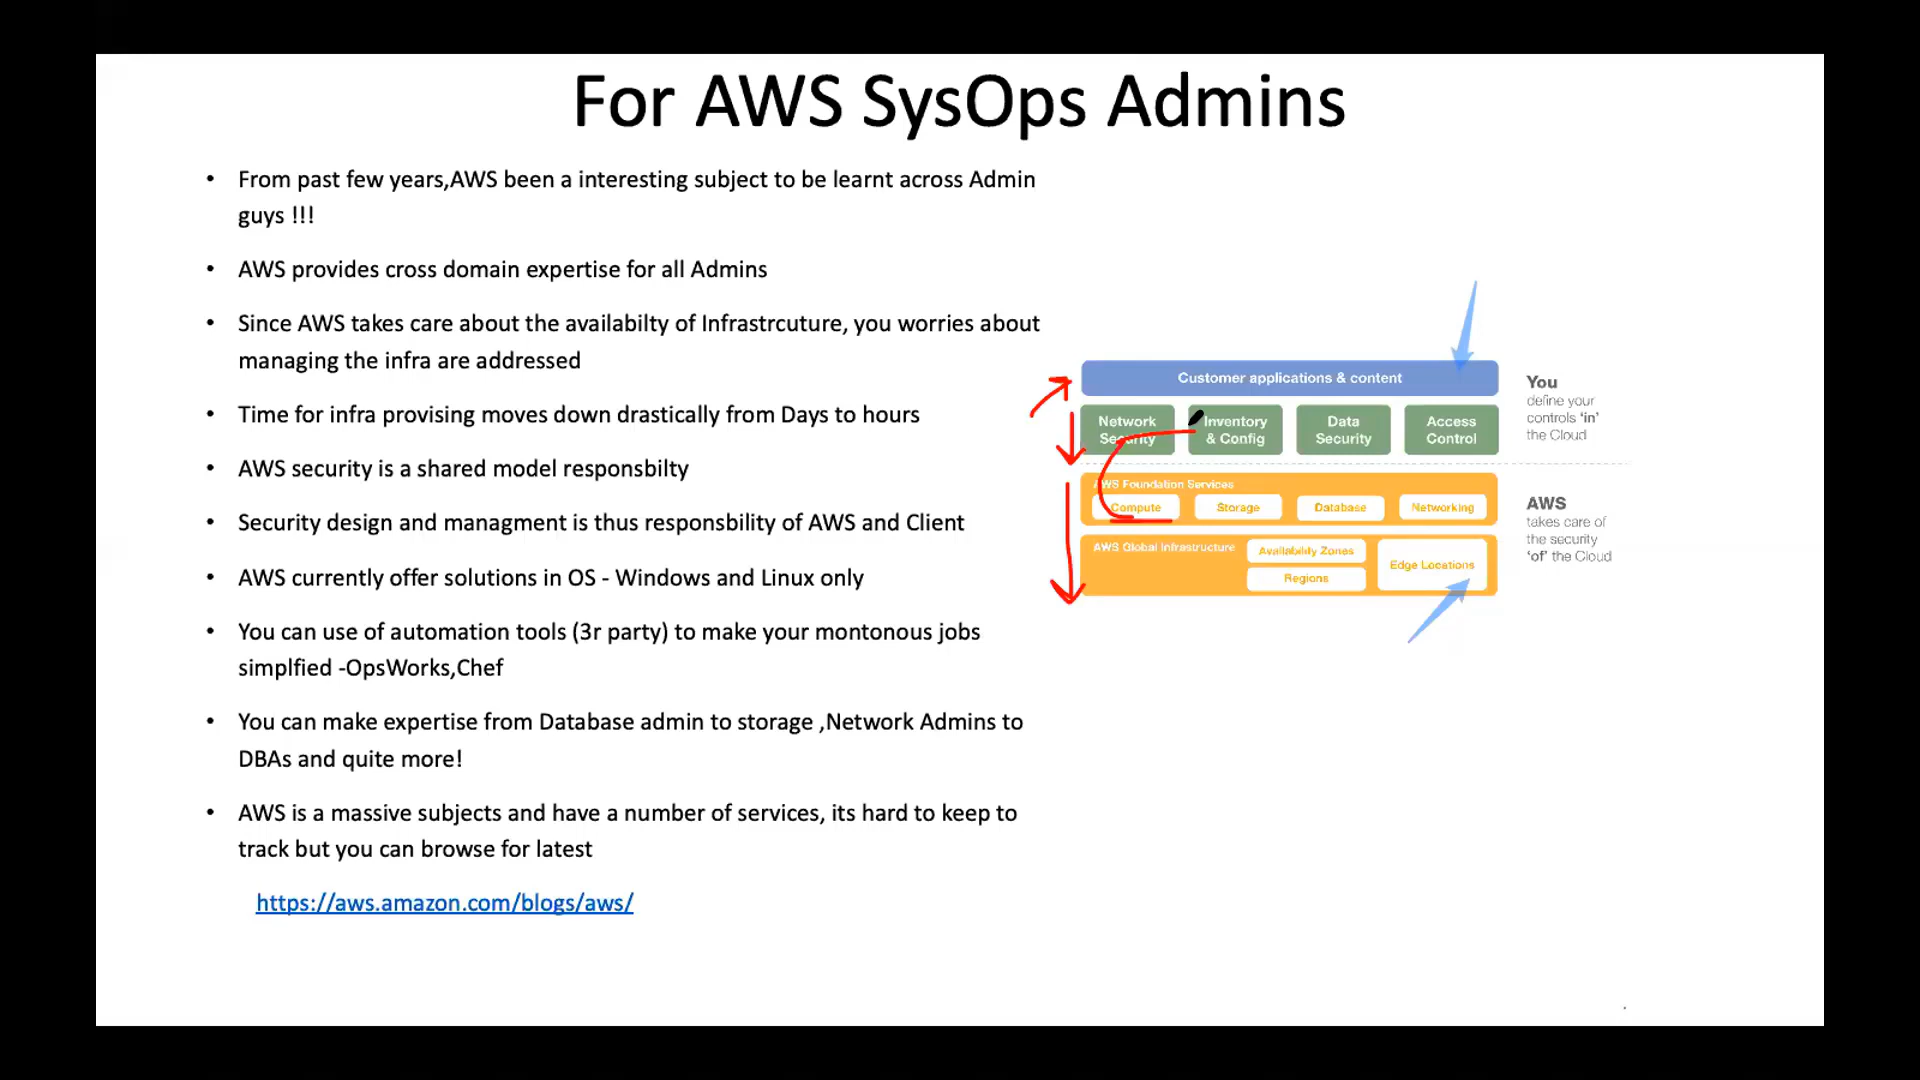 For AWS SysOps Admins
• From past few years,AWS been a interesting subject to be learnt across Admin
guys !!!
• AWS provides cross domain expertise for all Admins
• Since AWS takes care about the availabilty of Infrastrcuture, you worries about
managing the infra are addressed
• Time for infra provising moves down drastically from Days to hours
• AWS security is a shared model responsbilty
• Security design and managment is thus responsbility of AWS and Client
• AWS currently offer solutions in OS - Windows and Linux only
• You can use of automation tools (3r party) to make your montonous jobs
simplfied -OpsWorks,Chef
• You can make expertise from Database admin to storage ,Network Admins to
DBAs and quite more!
• AWS is a massive subjects and have a number of services, its hard to keep to
track but you can browse for latest
https://aws.amazon.com/blogs/aws/
Customer applications & content
Network
Security
Inventory
& Config
Data
Security
Access
Control
You
define your
controls 'in'
the Cloud
AWS Foundation Services
Compute
Storage
Database
Networking
AWS Global Infrastructure
Availability Zones
Regions
Edge Locations
AWS
takes care of
the security
'of' the Cloud